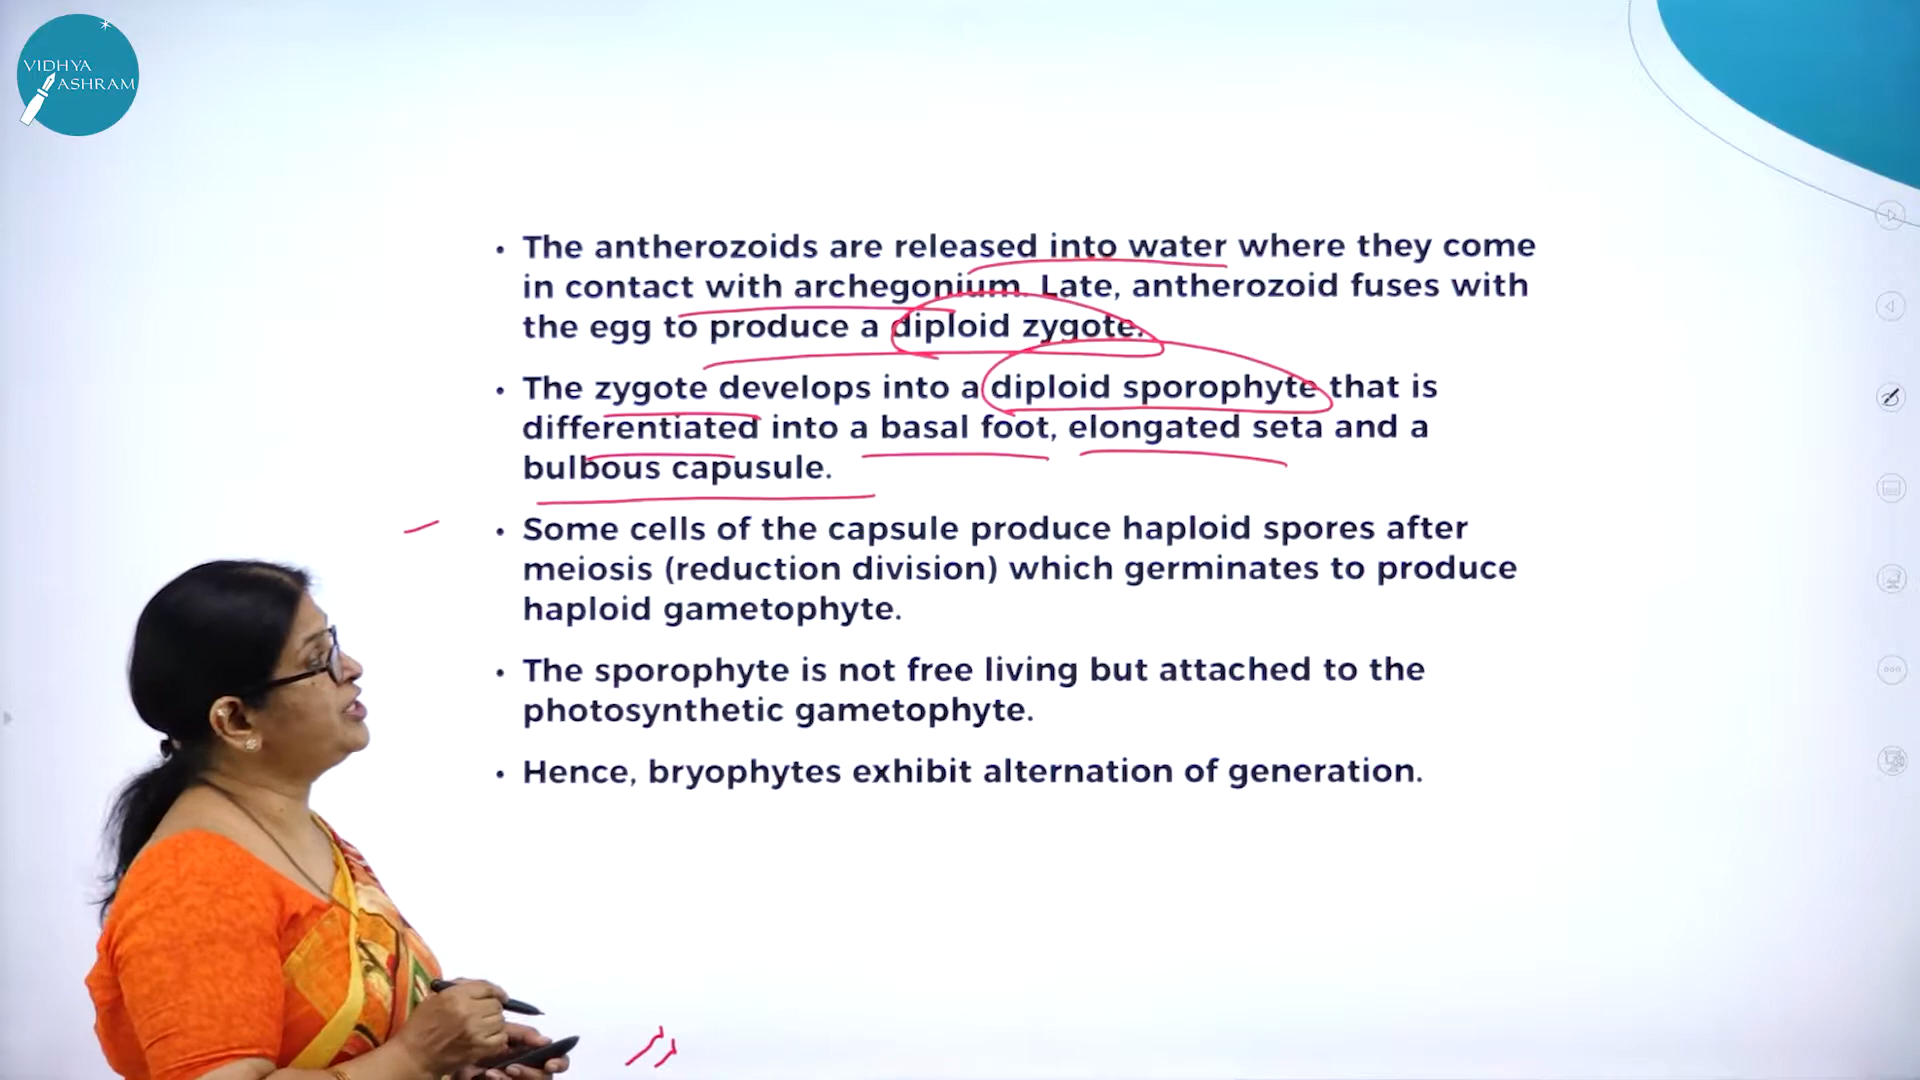 VIDHYA
ASHRAM
• The antherozoids are released into water where they come
in contact with archegonium. Late, antherozoid fuses with
the egg to produce a diploid zygote.
• The zygote develops into a diploid sporophyte that is
differentiated into a basal foot, elongated seta and a
bulbous capusule.
• Some cells of the capsule produce haploid spores after
meiosis (reduction division) which germinates to produce
haploid gametophyte.
• The sporophyte is not free living but attached to the
photosynthetic gametophyte.
• Hence, bryophytes exhibit alternation of generation.